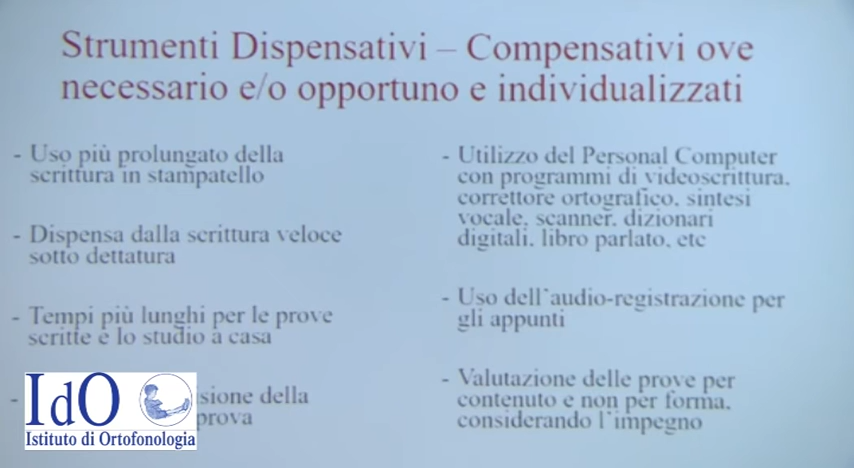 Strumenti Dispensativi – Compensativi ove
necessario e/o opportuno e individualizzati
- Uso più prolungato della
scrittura in stampatello
- Dispensa dalla scrittura veloce
sotto dettatura
- Tempi più lunghi per le prove
scritte e lo studio a casa
-
prova
- Utilizzo del Personal Computer
con programmi di videoscrittura,
correttore ortografico, sintesi
vocale, scanner, dizionari
digitali, libro parlato, etc
- Uso dell'audio-registrazione per
gli appunti
- Valutazione delle prove per
contenuto e non per forma,
considerando l'impegno
IdO
Istituto di Ortofonologia